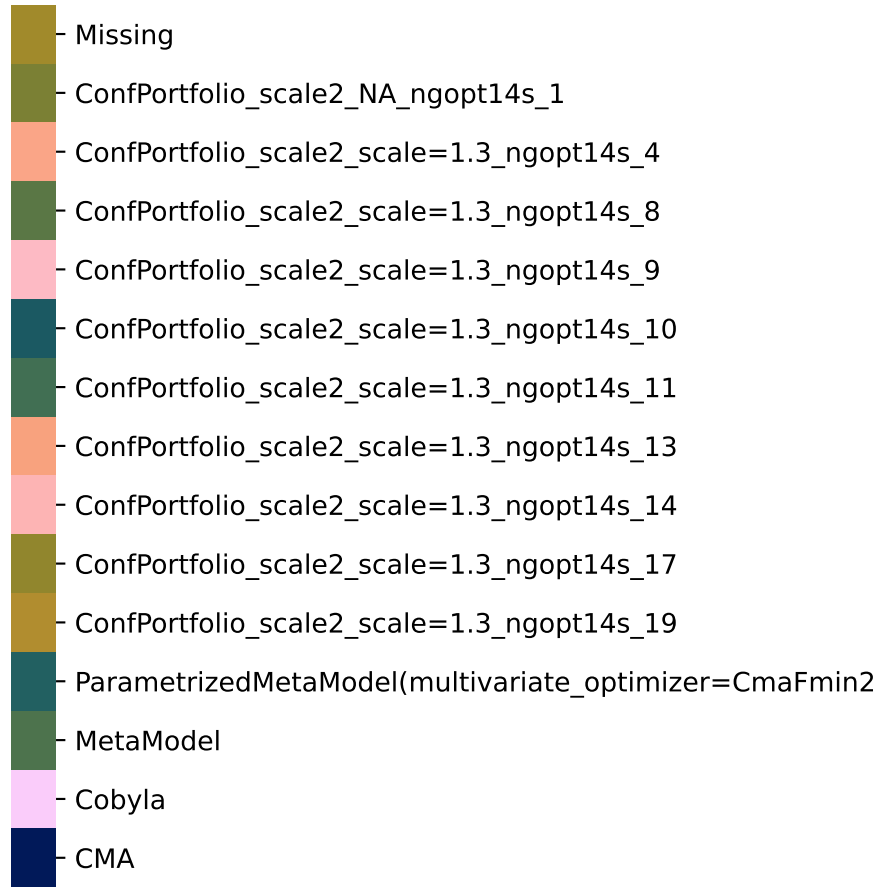 Missing
ConfPortfolio_scale2_NA_ngopt14s_1
ConfPortfolio_scale2_scale=1.3_ngopt14s_4
ConfPortfolio_scale2_scale=1.3_ngopt14s_8
ConfPortfolio_scale2_scale=1.3_ngopt14s_9
ConfPortfolio_scale2_scale=1.3_ngopt14s_10
ConfPortfolio_scale2_scale=1.3_ngopt14s_11
ConfPortfolio_scale2_scale=1.3_ngopt14s_13
ConfPortfolio_scale2_scale=1.3_ngopt14s_14
ConfPortfolio_scale2_scale=1.3_ngopt14s_17
ConfPortfolio_scale2_scale=1.3_ngopt14s_19
ParametrizedMetaModel(multivariate_optimizer=CmaFmin2
MetaModel
Cobyla
CMA